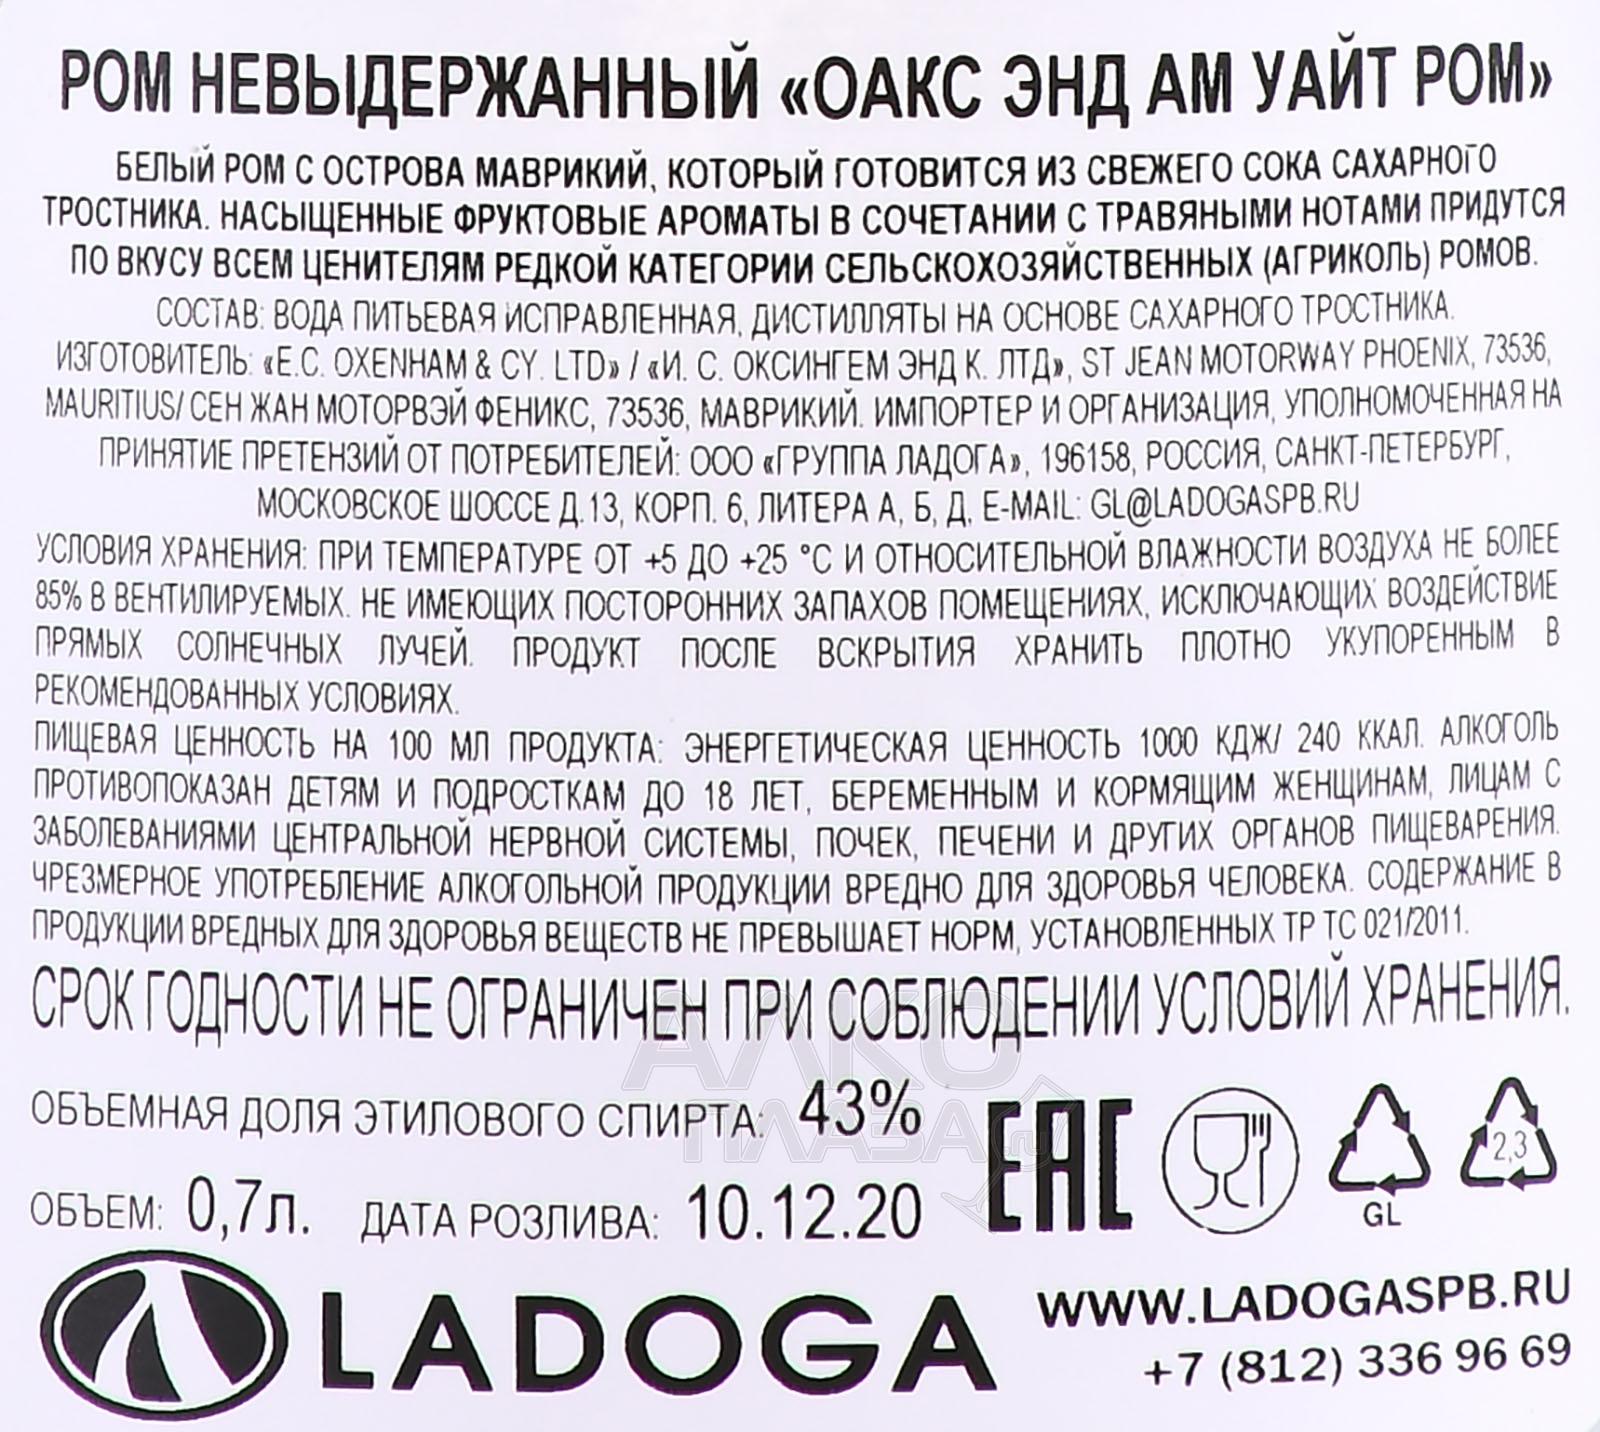 РОМ НЕВЫДЕРЖАННЫЙ «ОАКС ЭНД АМ УАЙТ РОМ»
БЕЛЫЙ РОМ С ОСТРОВА МАВРИКИЙ, КОТОРЫЙ ГОТОВИТСЯ ИЗ СВЕЖЕГО СОКА САХАРНОГО
ТРОСТНИКА. НАСЫЩЕННЫЕ ФРУКТОВЫЕ АРОМАТЫ В СОЧЕТАНИИ С ТРАВЯНЫМИ НОТАМИ ПРИДУТСЯ
ПО ВКУСУ ВСЕМ ЦЕНИТЕЛЯМ РЕДКОЙ КАТЕГОРИИ СЕЛЬСКОХОЗЯЙСТВЕННЫХ (АГРИКОЛЬ) РОМОВ.
СОСТАВ: ВОДА ПИТЬЕВАЯ ИСПРАВЛЕННАЯ, ДИСТИЛЛЯТЫ НА ОСНОВЕ САХАРНОГО ТРОСТНИКА.
ИЗГОТОВИТЕЛЬ: «E.C. OXENHAM & CY. LTD» / «И. С. ОКСИНГЕМ ЭНД К. ЛТД», ST JEAN MOTORWAY PHOENIX, 73536,
MAURITIUS/ СЕН ЖАН МОТОРВЭЙ ФЕНИКС, 73536, МАВРИКИЙ. ИМПОРТЕР И ОРГАНИЗАЦИЯ, УПОЛНОМОЧЕННАЯ НА
ПРИНЯТИЕ ПРЕТЕНЗИЙ ОТ ПОТРЕБИТЕЛЕЙ: ООО «ГРУППА ЛАДОГА», 196158, РОССИЯ, САНКТ-ПЕТЕРБУРГ,
МОСКОВСКОЕ ШОССЕ Д.13, КОРП. 6, ЛИТЕРА А, Б, Д, E-MAIL: GL@LADOGASPB.RU
УСЛОВИЯ ХРАНЕНИЯ: ПРИ ТЕМПЕРАТУРЕ ОТ +5 ДО +25 °С И ОТНОСИТЕЛЬНОЙ ВЛАЖНОСТИ ВОЗДУХА НЕ БОЛЕЕ
85% В ВЕНТИЛИРУЕМЫХ. НЕ ИМЕЮЩИХ ПОСТОРОННИХ ЗАПАХОВ ПОМЕЩЕНИЯХ, ИСКЛЮЧАЮЩИХ ВОЗДЕЙСТВИЕ
ПРЯМЫХ СОЛНЕЧНЫХ ЛУЧЕЙ. ПРОДУКТ ПОСЛЕ ВСКРЫТИЯ ХРАНИТЬ ПЛОТНО УКУПОРЕННЫМ В
РЕКОМЕНДОВАННЫХ УСЛОВИЯХ.
ПИЩЕВАЯ ЦЕННОСТЬ НА 100 МЛ ПРОДУКТА: ЭНЕРГЕТИЧЕСКАЯ ЦЕННОСТЬ 1000 КДЖ/ 240 ККАЛ. АЛКОГОЛЬ
ПРОТИВОПОКАЗАН ДЕТЯМ И ПОДРОСТКАМ ДО 18 ЛЕТ, БЕРЕМЕННЫМ И КОРМЯЩИМ ЖЕНЩИНАМ, ЛИЦАМ С
ЗАБОЛЕВАНИЯМИ ЦЕНТРАЛЬНОЙ НЕРВНОЙ СИСТЕМЫ, ПОЧЕК, ПЕЧЕНИ И ДРУГИХ ОРГАНОВ ПИЩЕВАРЕНИЯ.
ЧРЕЗМЕРНОЕ УПОТРЕБЛЕНИЕ АЛКОГОЛЬНОЙ ПРОДУКЦИИ ВРЕДНО ДЛЯ ЗДОРОВЬЯ ЧЕЛОВЕКА. СОДЕРЖАНИЕ В
ПРОДУКЦИИ ВРЕДНЫХ ДЛЯ ЗДОРОВЬЯ ВЕЩЕСТВ НЕ ПРЕВЫШАЕТ НОРМ, УСТАНОВЛЕННЫХ ТР ТС 021/2011.
СРОК ГОДНОСТИ НЕ ОГРАНИЧЕН ПРИ СОБЛЮДЕНИИ УСЛОВИЙ ХРАНЕНИЯ.
АЛКО
ПЛАЗА.ru
ОБЪЕМНАЯ ДОЛЯ ЭТИЛОВОГО СПИРТА: 43%
EAC
2,3
GL
ОБЪЕМ: 0,7л. ДАТА РОЗЛИВА: 10.12.20
LADOGA
WWW.LADOGASPB.RU
+7 (812) 336 96 69